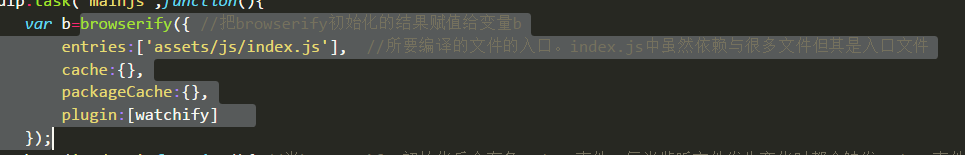 .task("mainjs",function(){
var b=browserify({ //把browserify初始化的结果赋值给变量b
entries:['assets/js/index.js'], //所要编译的文件的入口。index.js中虽然依赖与很多文件但其是入口文件
cache:{},
packageCache:{},
plugin:[watchify]
});